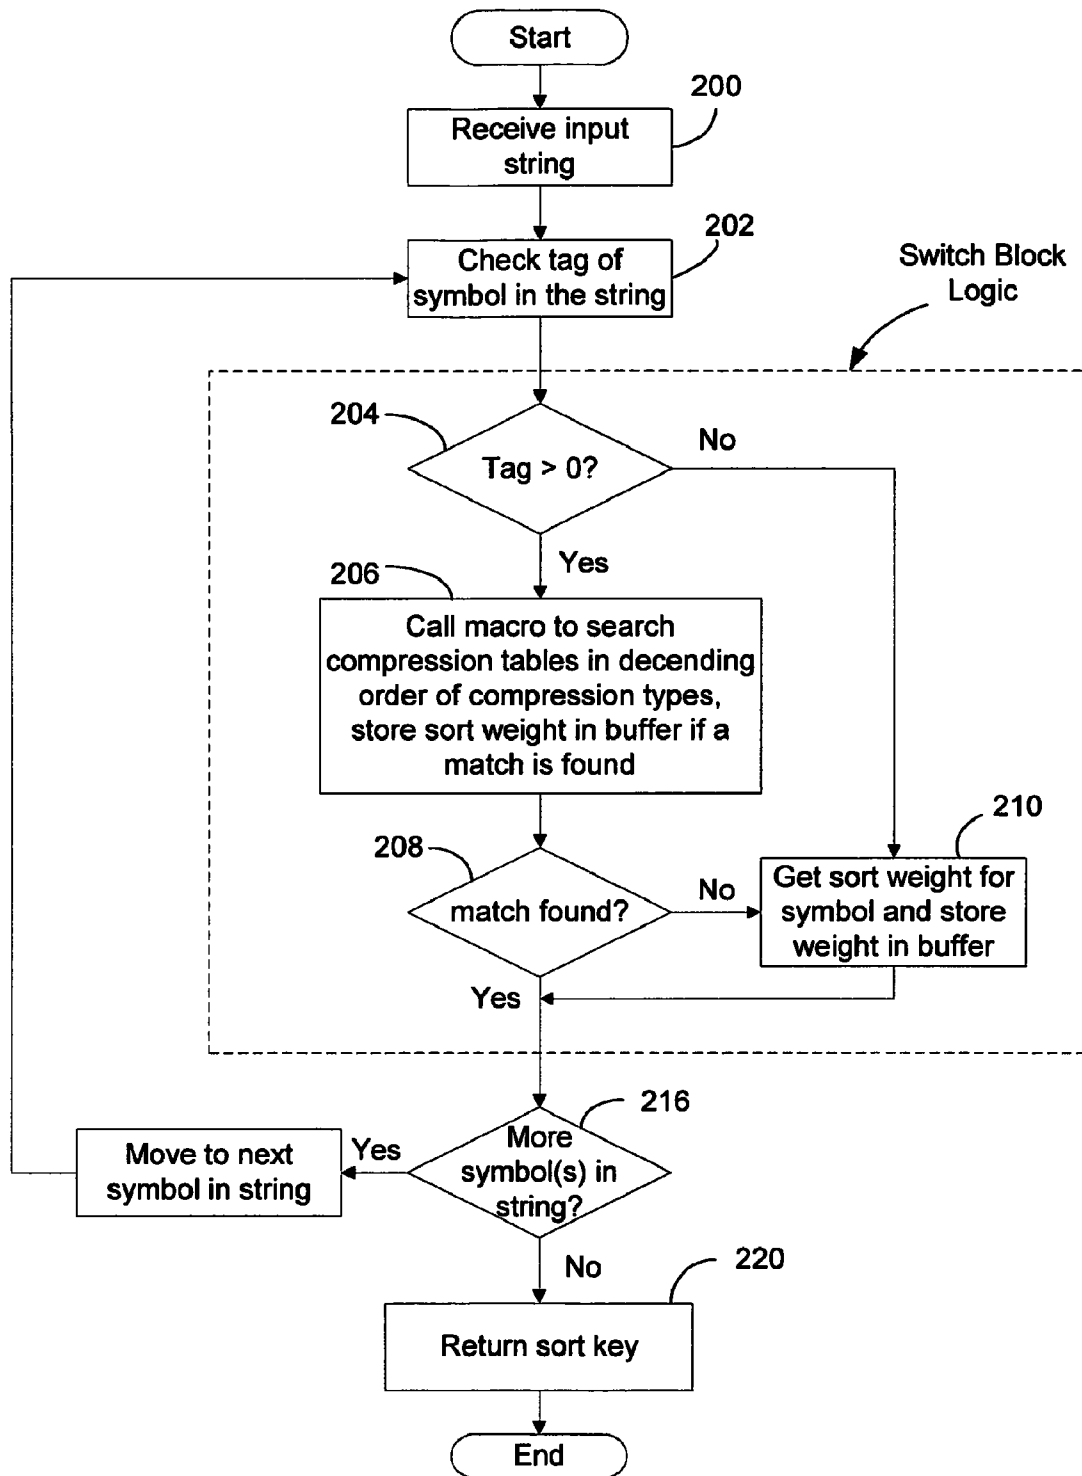 Start
200
Receive input
string
202
Check tag of
symbol in the string
Switch Block
Logic
204
Tag > 0?
No
Yes
206
Call macro to search
compression tables in decending
order of compression types,
store sort weight in buffer if a
match is found
208
match found?
No
210
Get sort weight for
symbol and store
weight in buffer
Yes
216
More
symbol(s) in
string?
Yes
Move to next
symbol in string
No
220
Return sort key
End